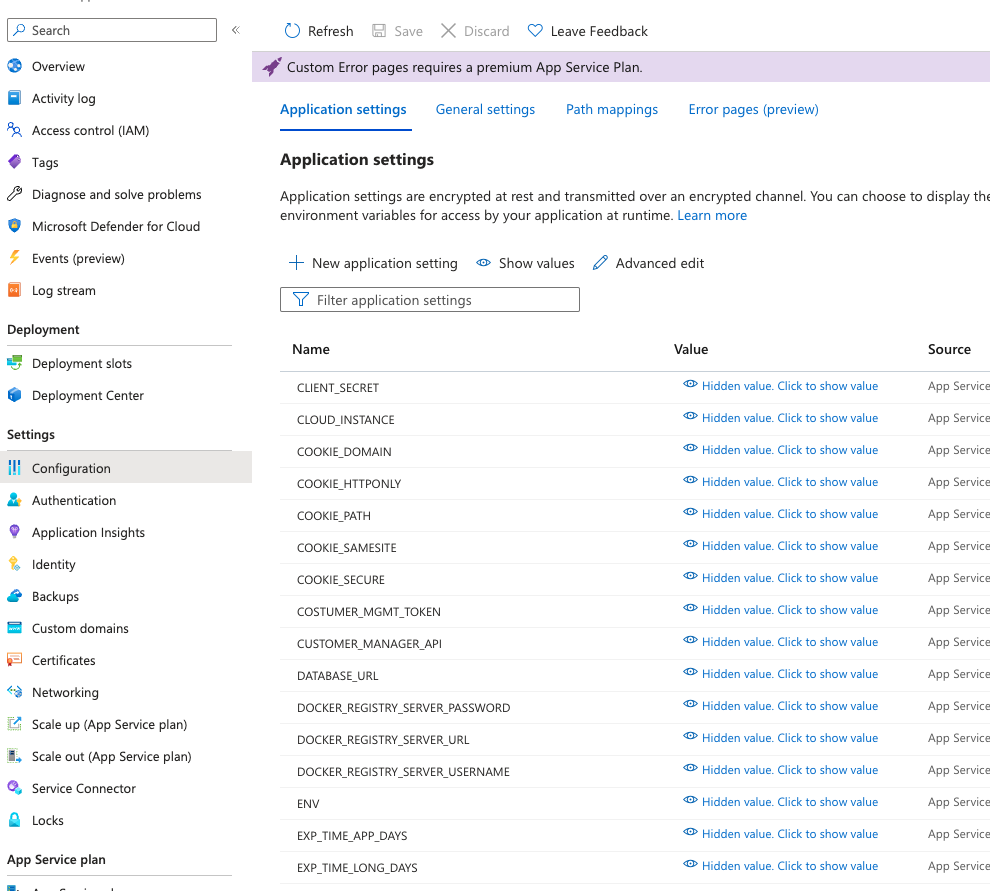 Search
«
Refresh
Save
Discard
Leave Feedback
Custom Error pages requires a premium App Service Plan.
Overview
Activity log
Access control (IAM)
Tags
Diagnose and solve problems
Microsoft Defender for Cloud
Events (preview)
Log stream
Deployment
Deployment slots
Deployment Center
Settings
Configuration
Authentication
Application Insights
Identity
Backups
Custom domains
Certificates
Networking
Scale up (App Service plan)
Scale out (App Service plan)
Service Connector
Locks
App Service plan
Application settings
General settings
Path mappings
Error pages (preview)
Application settings
Application settings are encrypted at rest and transmitted over an encrypted channel. You can choose to display the
environment variables for access by your application at runtime. Learn more
New application setting
Show values
Advanced edit
Filter application settings
Name Value Source
CLIENT_SECRET Hidden value. Click to show value App Service
CLOUD_INSTANCE Hidden value. Click to show value App Service
COOKIE_DOMAIN Hidden value. Click to show value App Service
COOKIE_HTTPONLY Hidden value. Click to show value App Service
COOKIE_PATH Hidden value. Click to show value App Service
COOKIE_SAMESITE Hidden value. Click to show value App Service
COOKIE_SECURE Hidden value. Click to show value App Service
COSTUMER_MGMT_TOKEN Hidden value. Click to show value App Service
CUSTOMER_MANAGER_API Hidden value. Click to show value App Service
DATABASE_URL Hidden value. Click to show value App Service
DOCKER_REGISTRY_SERVER_PASSWORD Hidden value. Click to show value App Service
DOCKER_REGISTRY_SERVER_URL Hidden value. Click to show value App Service
DOCKER_REGISTRY_SERVER_USERNAME Hidden value. Click to show value App Service
ENV Hidden value. Click to show value App Service
EXP_TIME_APP_DAYS Hidden value. Click to show value App Service
EXP_TIME_LONG_DAYS Hidden value. Click to show value App Service